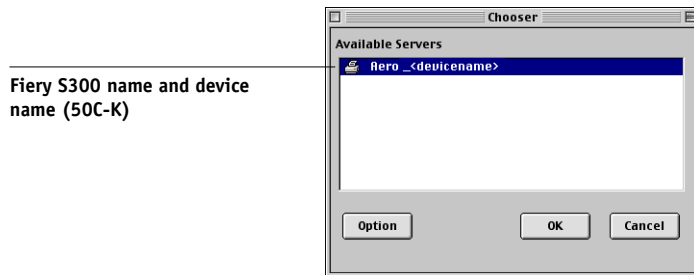 Chooser
Available Servers
Aero _<devicename>
Fiery S300 name and device
name (50C-K)
Option
OK
Cancel